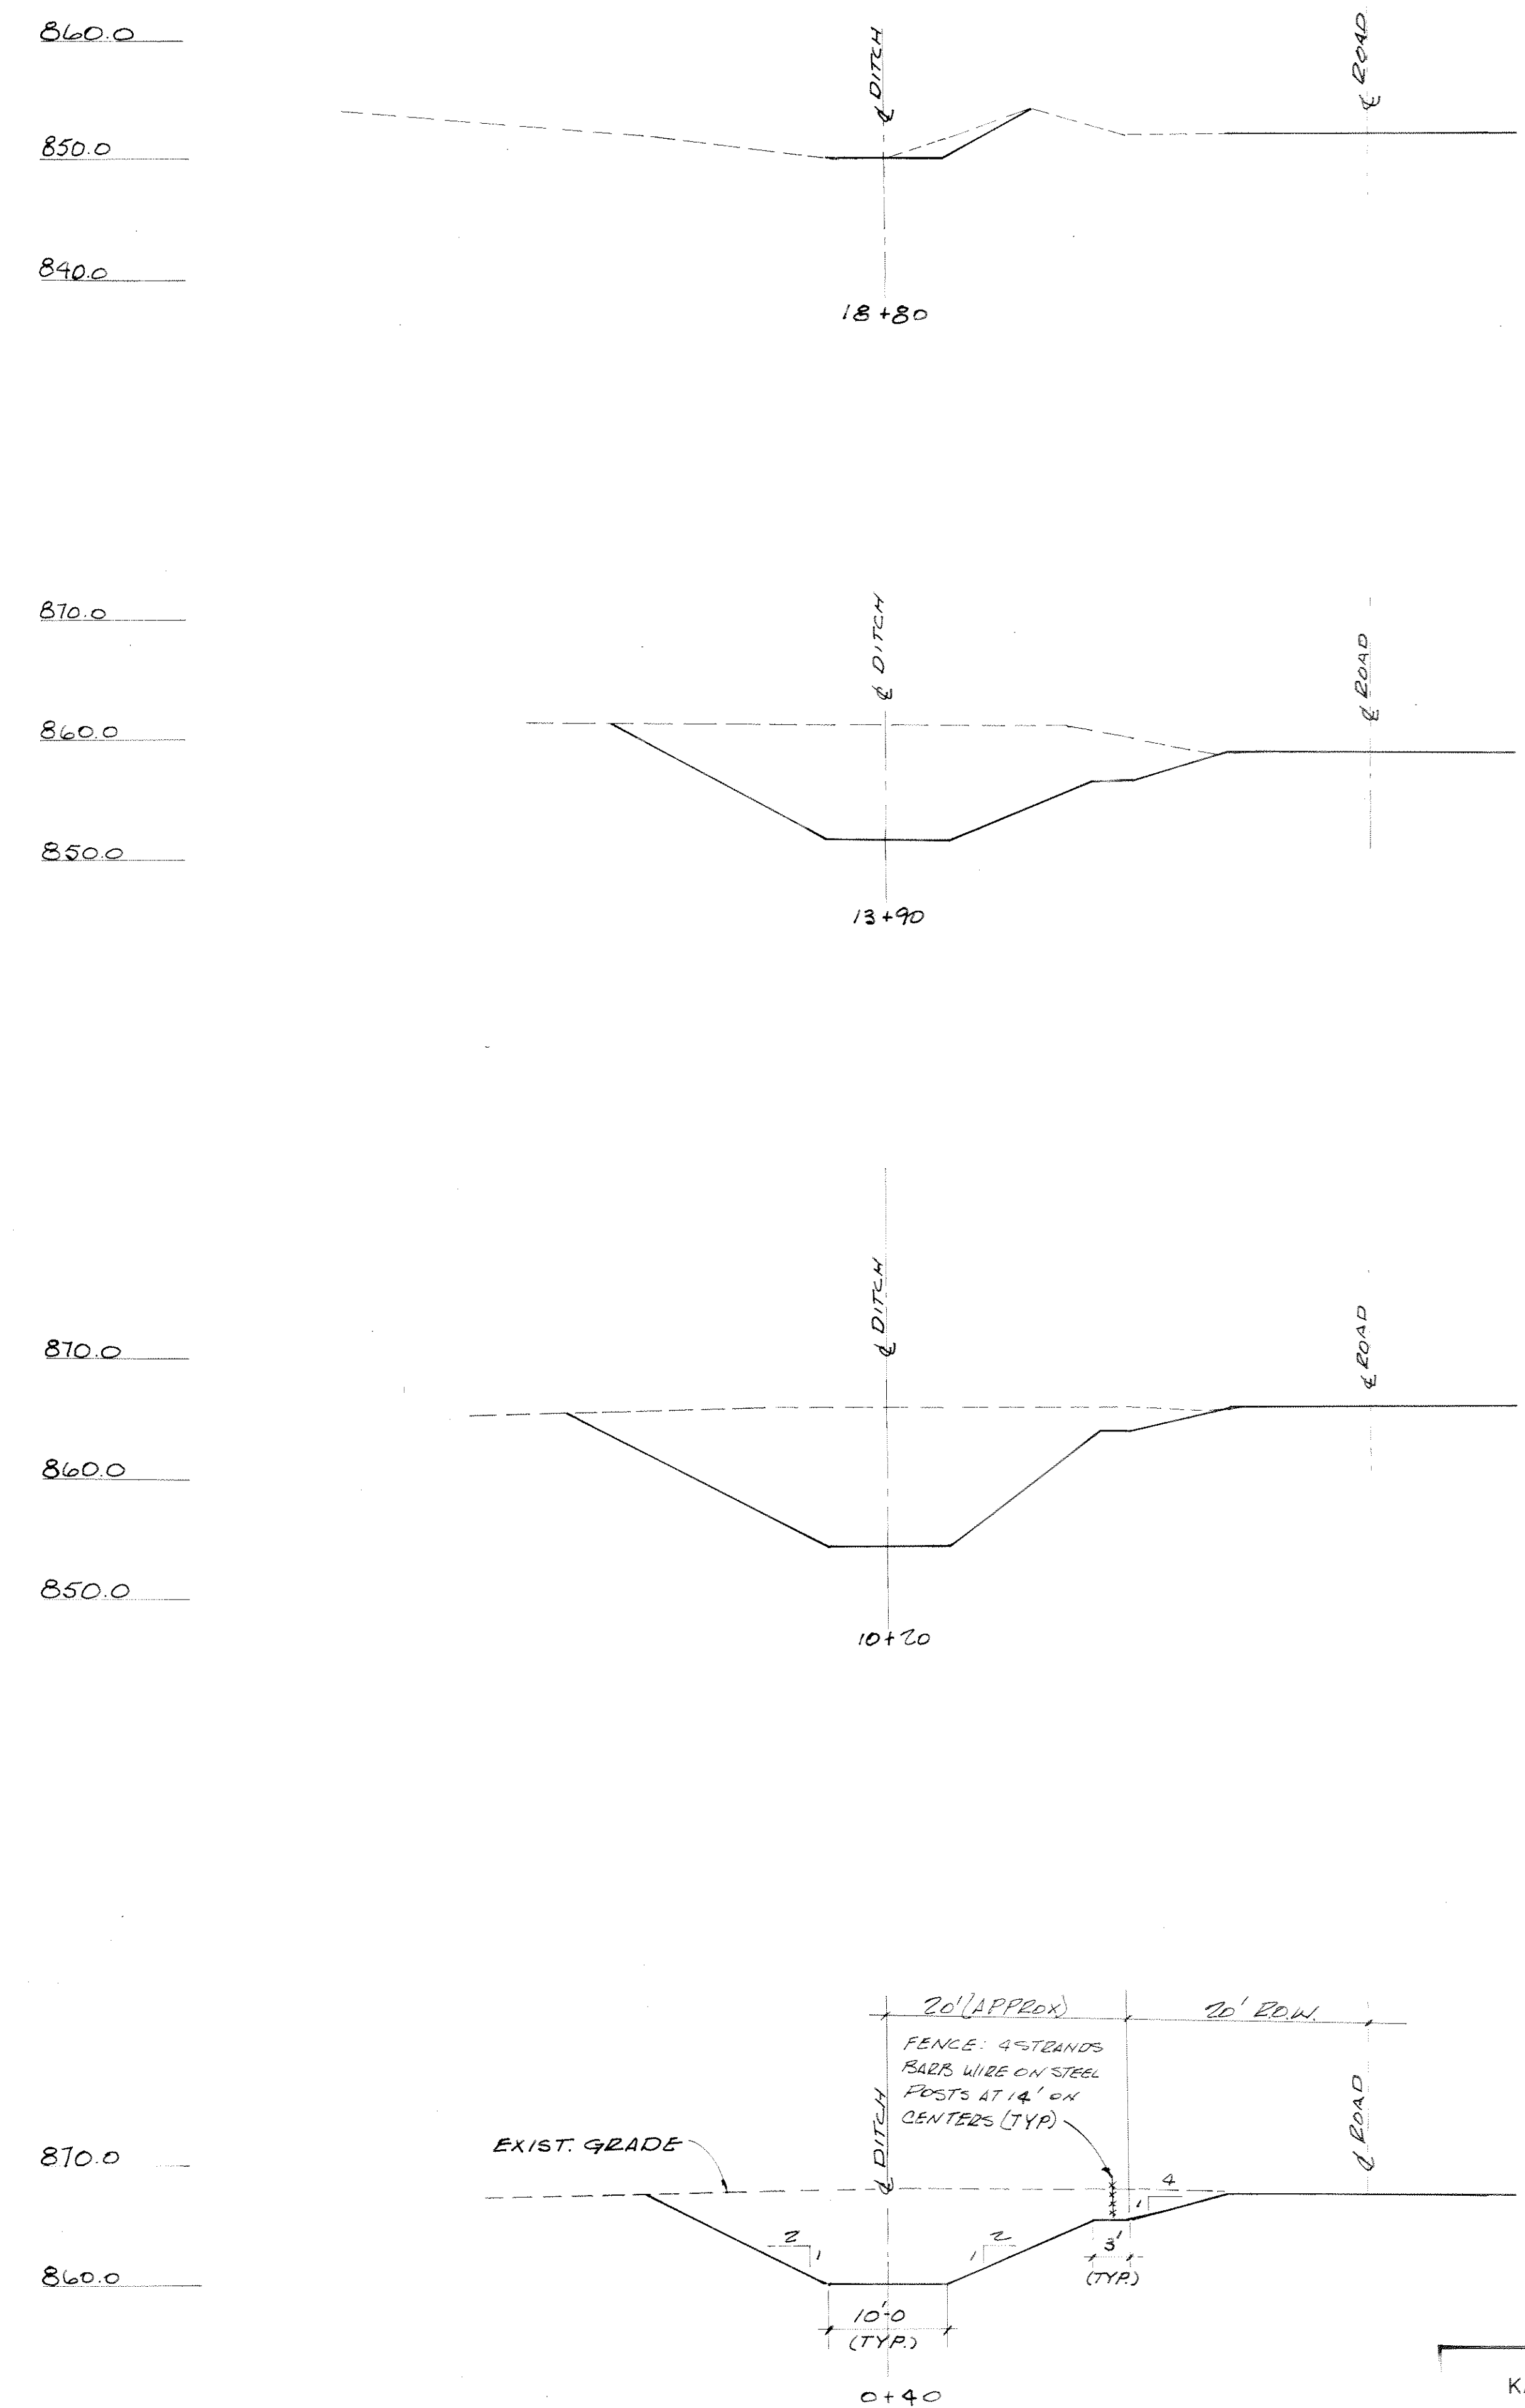 860.0
℄ DITCH
℄ ROAD
850.0
840.0
18+80
870.0
℄ DITCH
℄ ROAD
860.0
850.0
13+90
℄ DITCH
℄ ROAD
870.0
860.0
850.0
10+20
20' (APPROX)
20' R.O.W.
FENCE: 4 STRANDS
BARB WIRE ON STEEL
POSTS AT 14' ON
CENTERS (TYP)
℄ DITCH
℄ ROAD
EXIST. GRADE
870.0
4
1
2
1
2
1
3'
(TYP.)
860.0
10'-0
(TYP.)
0+40